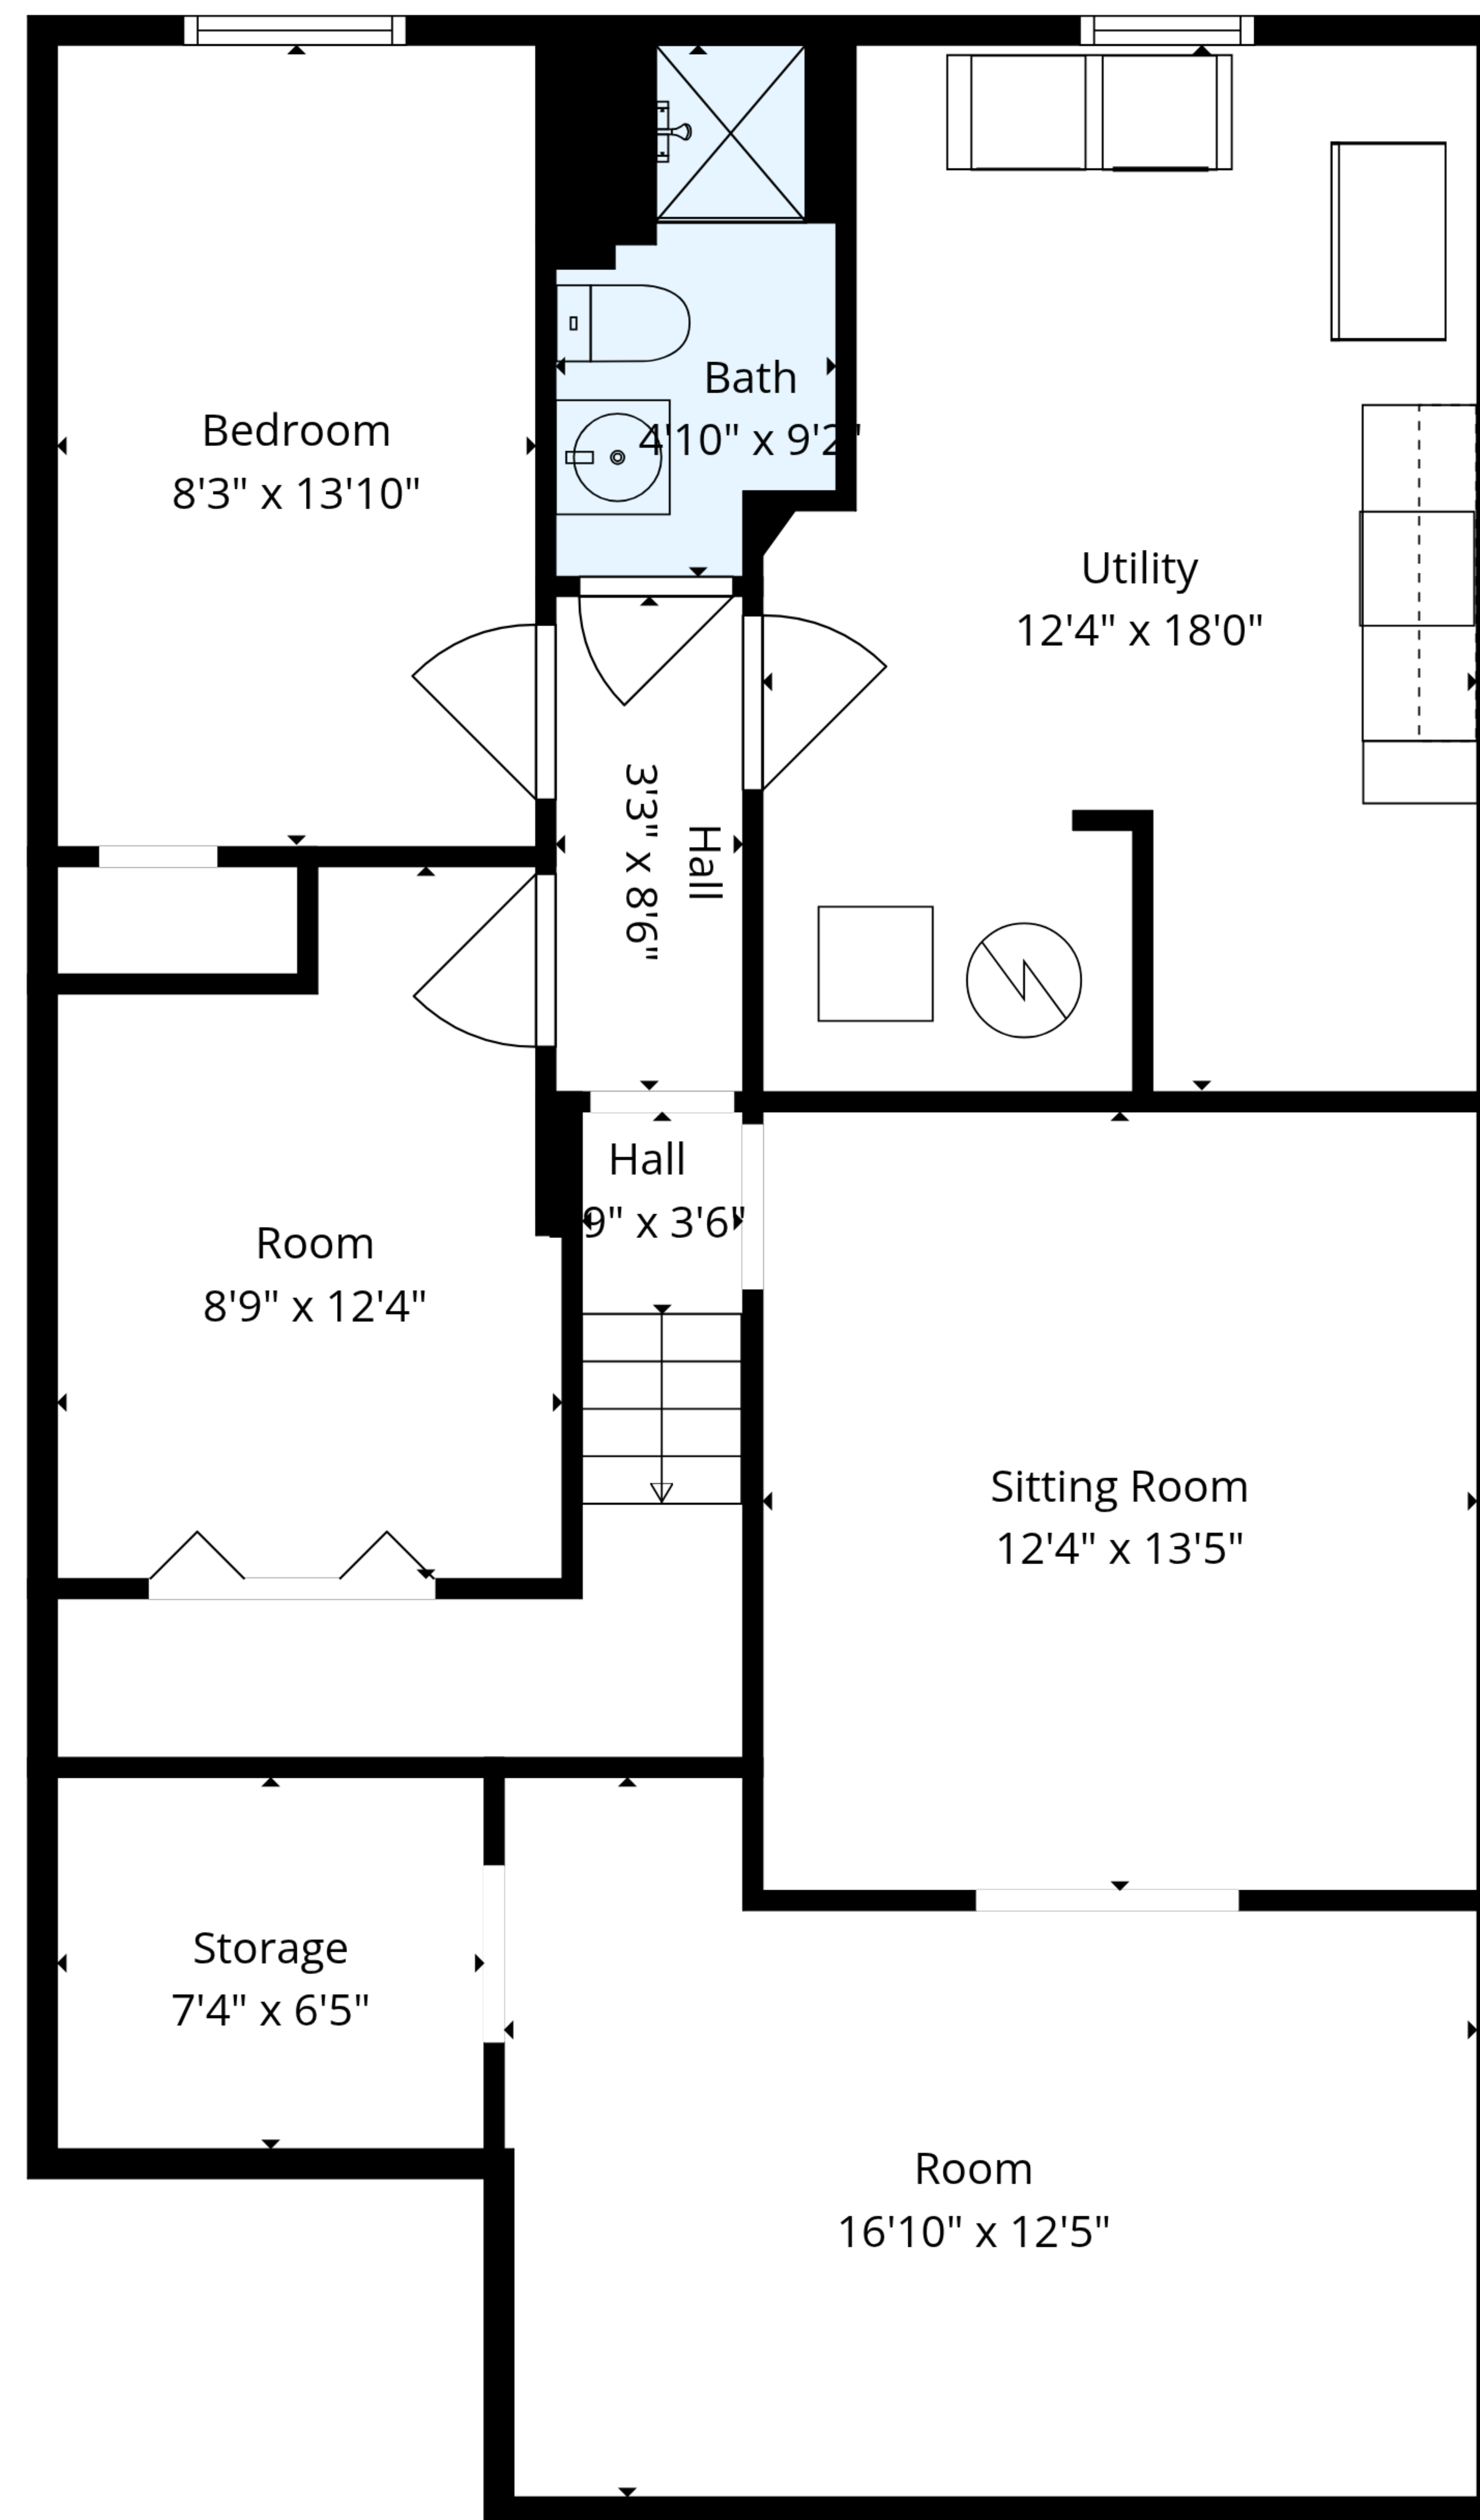 Bath
4'10" x 9'2"
Bedroom
8'3" x 13'10"
Utility
12'4" x 18'0"
Hall
3'3" x 8'6"
Hall
9" x 3'6"
Room
8'9" x 12'4"
Sitting Room
12'4" x 13'5"
Storage
7'4" x 6'5"
Room
16'10" x 12'5"